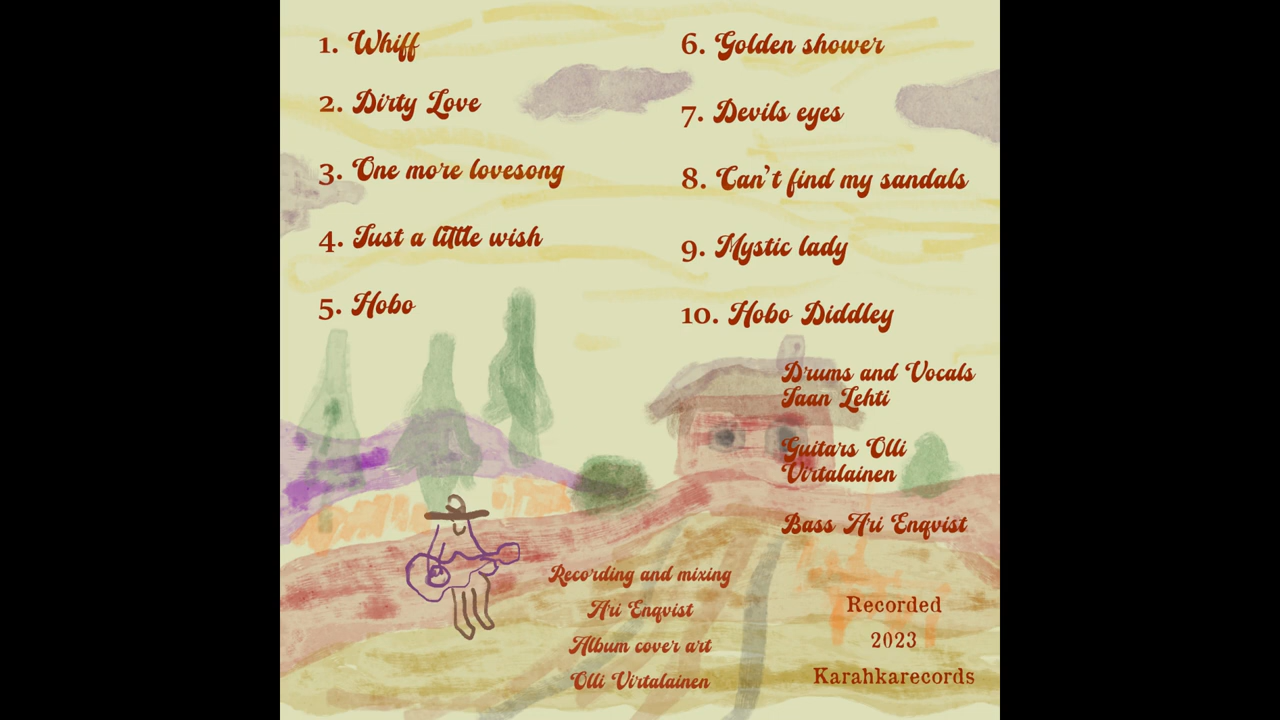 1. Whiff
2. Dirty Love
3. One more lovesong
4. Just a little wish
5. Hobo
6. Golden shower
7. Devils eyes
8. Can't find my sandals
9. Mystic lady
10. Hobo Diddley
Drums and Vocals
Jaan Lehti
Guitars Olli
Virtalainen
Bass Ari Enqvist
Recording and mixing
Ari Enqvist
Album cover art
Olli Virtalainen
Recorded
2023
Karahkarecords